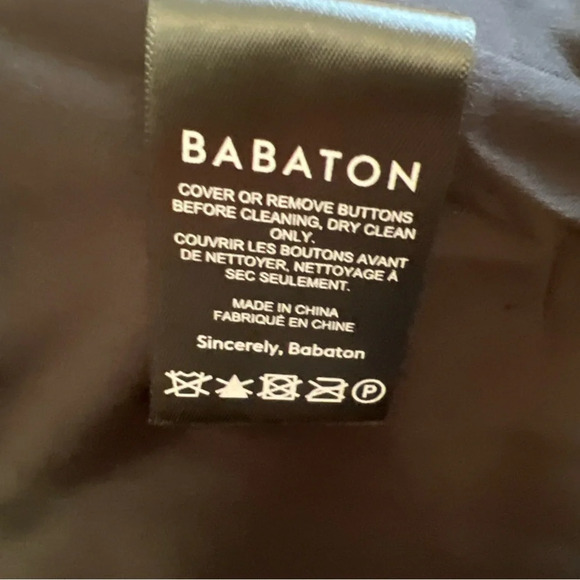 BABATON
COVER OR REMOVE BUTTONS
BEFORE CLEANING, DRY CLEAN
ONLY.
COUVRIR LES BOUTONS AVANT
DE NETTOYER, NETTOYAGE À
SEC SEULEMENT.
MADE IN CHINA
FABRIQUÉ EN CHINE
Sincerely, Babaton
P